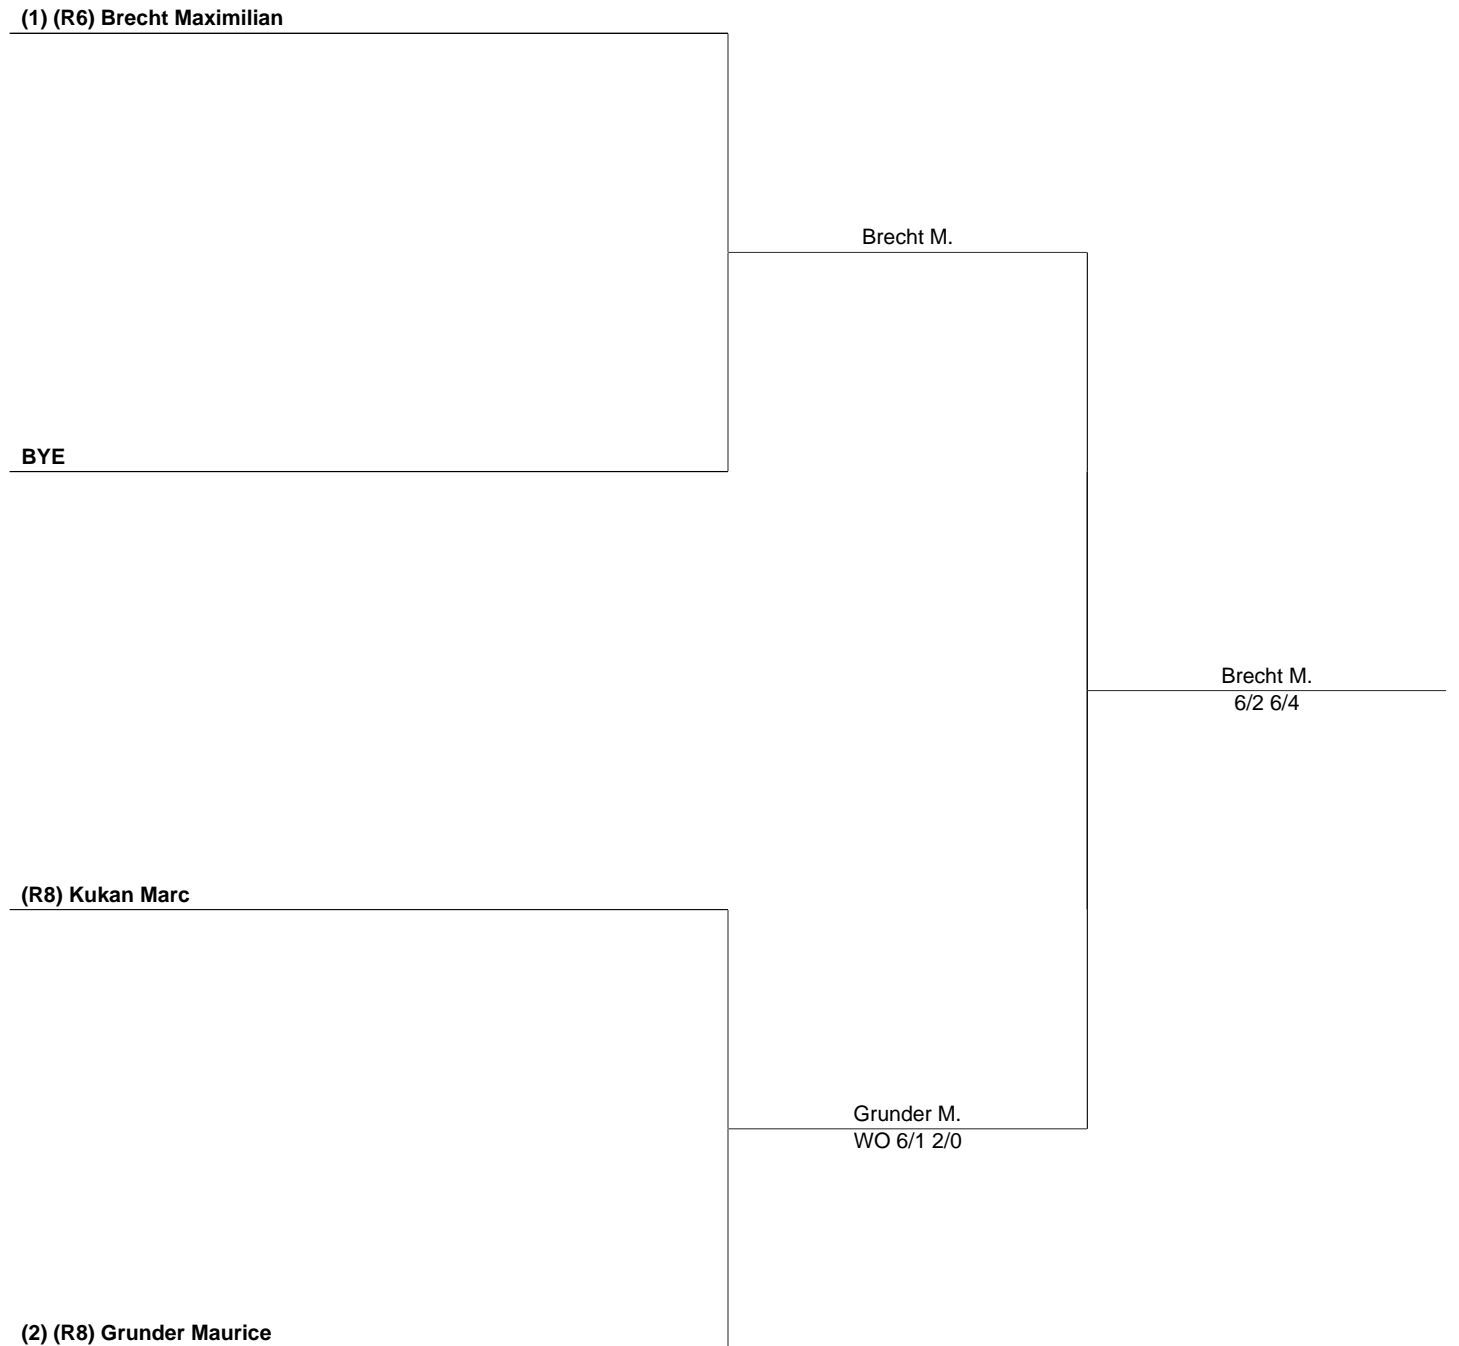 (1) (R6) Brecht Maximilian
Brecht M.
BYE
Brecht M.
6/2 6/4
(R8) Kukan Marc
Grunder M.
WO 6/1 2/0
(2) (R8) Grunder Maurice